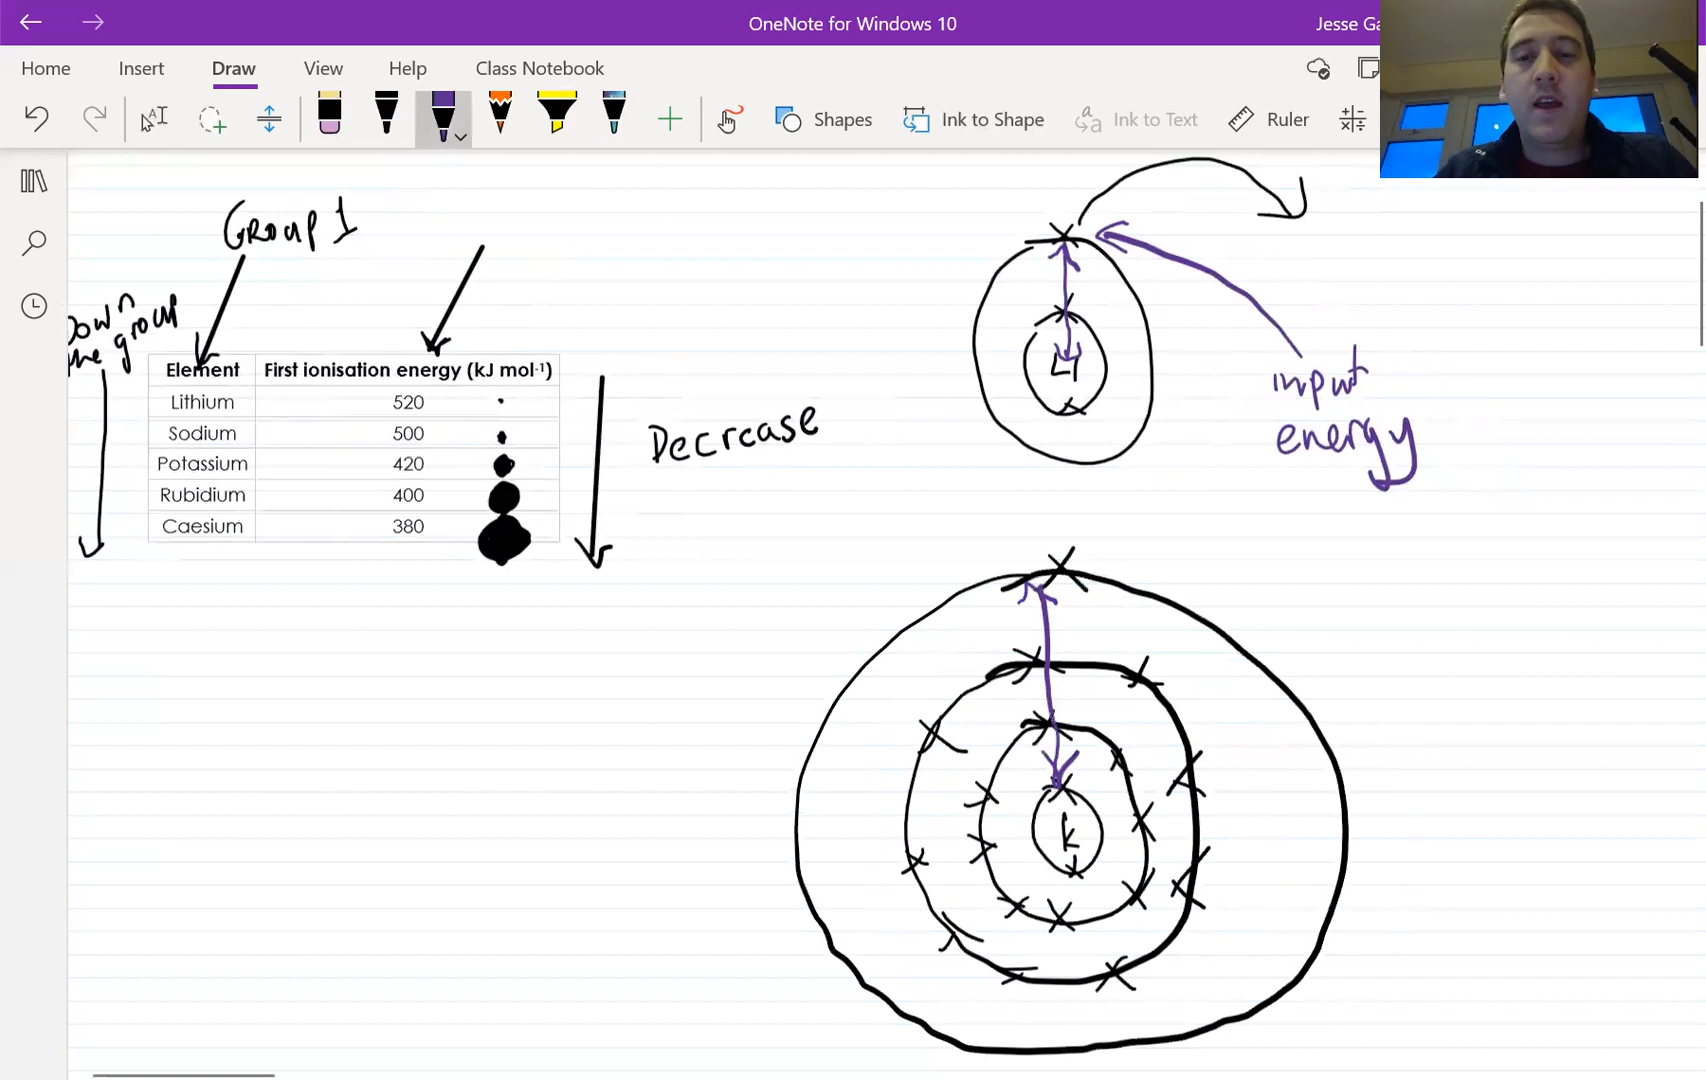 OneNote for Windows 10
Jesse Ga
Home Insert Draw View Help Class Notebook
Shapes Ink to Shape Ink to Text Ruler
Group 1
Down
the group
Element First ionisation energy (kJ mol-1)
Lithium 520
Sodium 500
Potassium 420
Rubidium 400
Caesium 380
Decrease
Li
input
energy
k